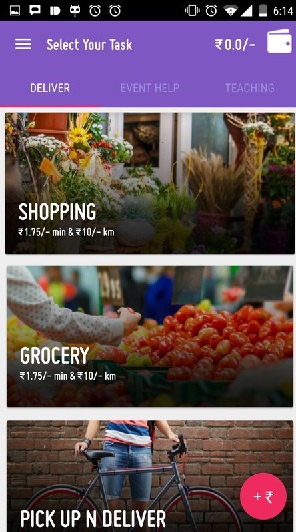 6:14
Select Your Task
₹0.0/-
DELIVER
EVENT HELP
TEACHING
SHOPPING
₹1.75/- min & ₹10/- km
GROCERY
₹1.75/- min & ₹10/- km
PICK UP N DELIVER
+ ₹